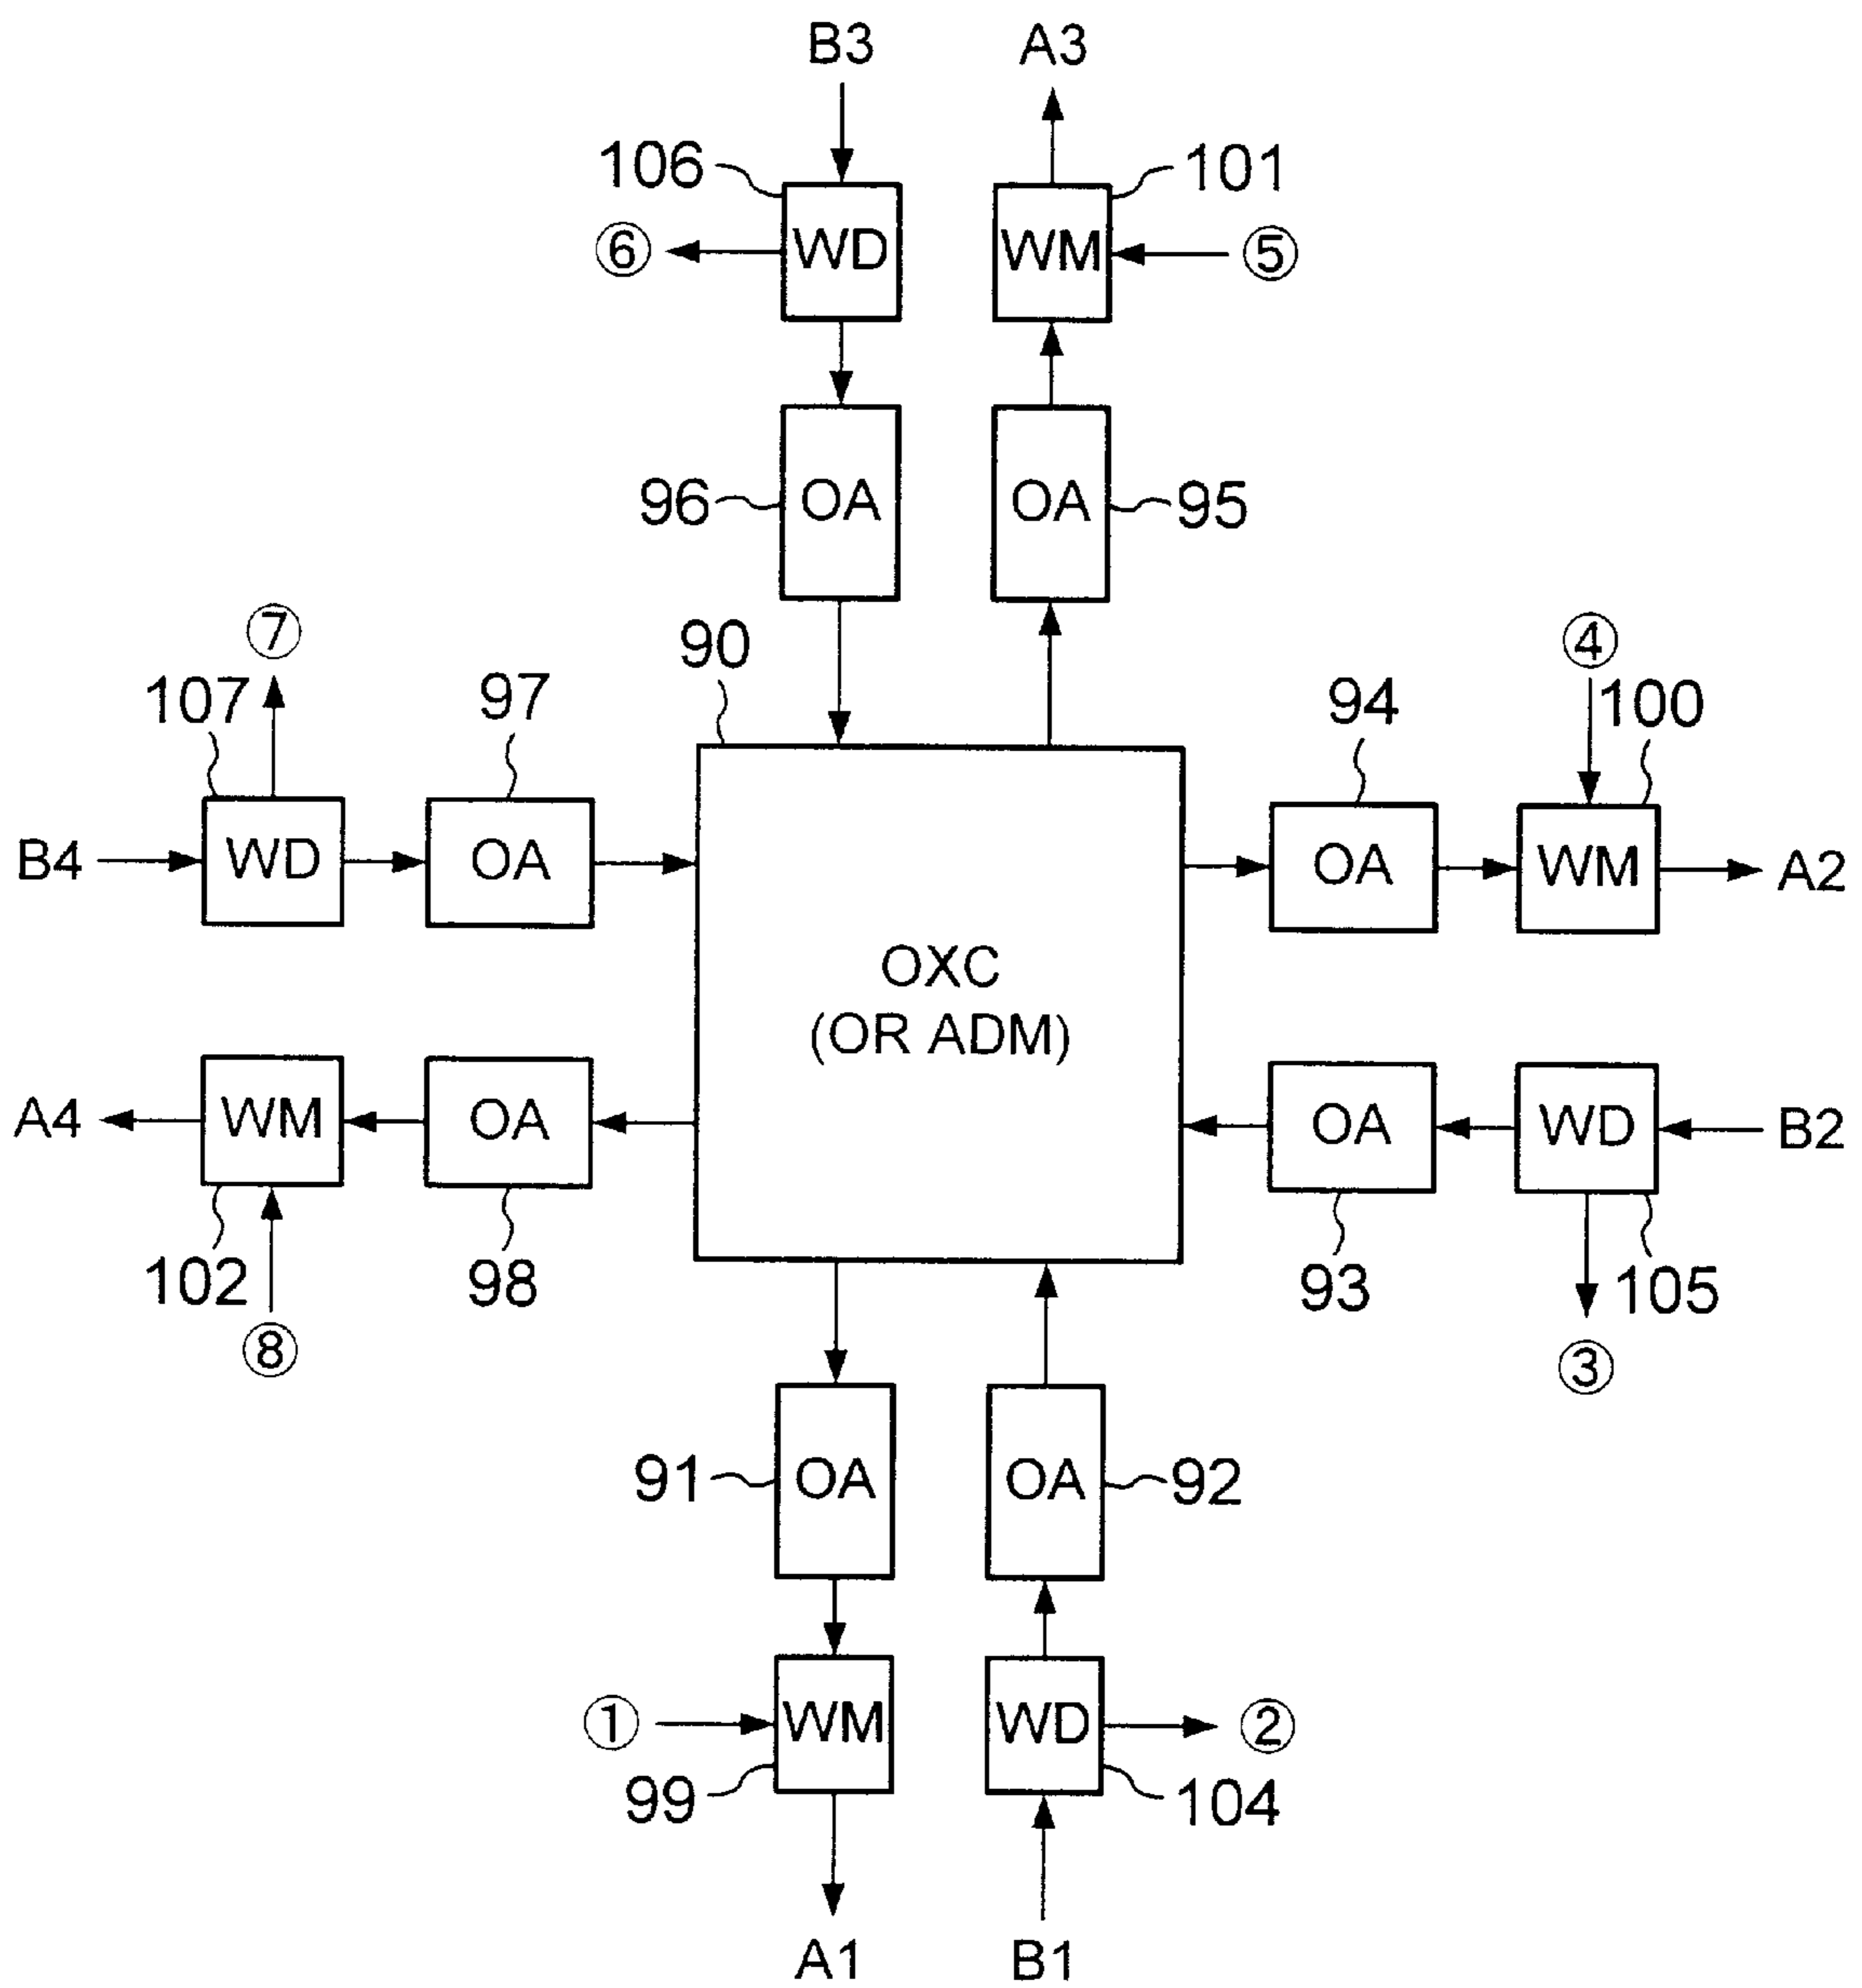 B3 A3
106 101
⑥ WD WM ⑤
96 OA OA 95
⑦ 90 ④
107 97 94 100
B4 WD OA OA WM A2
OXC
(OR ADM)
A4 WM OA OA WD B2
102 98 93 105
⑧ ③
91 OA OA 92
① WM WD ②
99 104
A1 B1